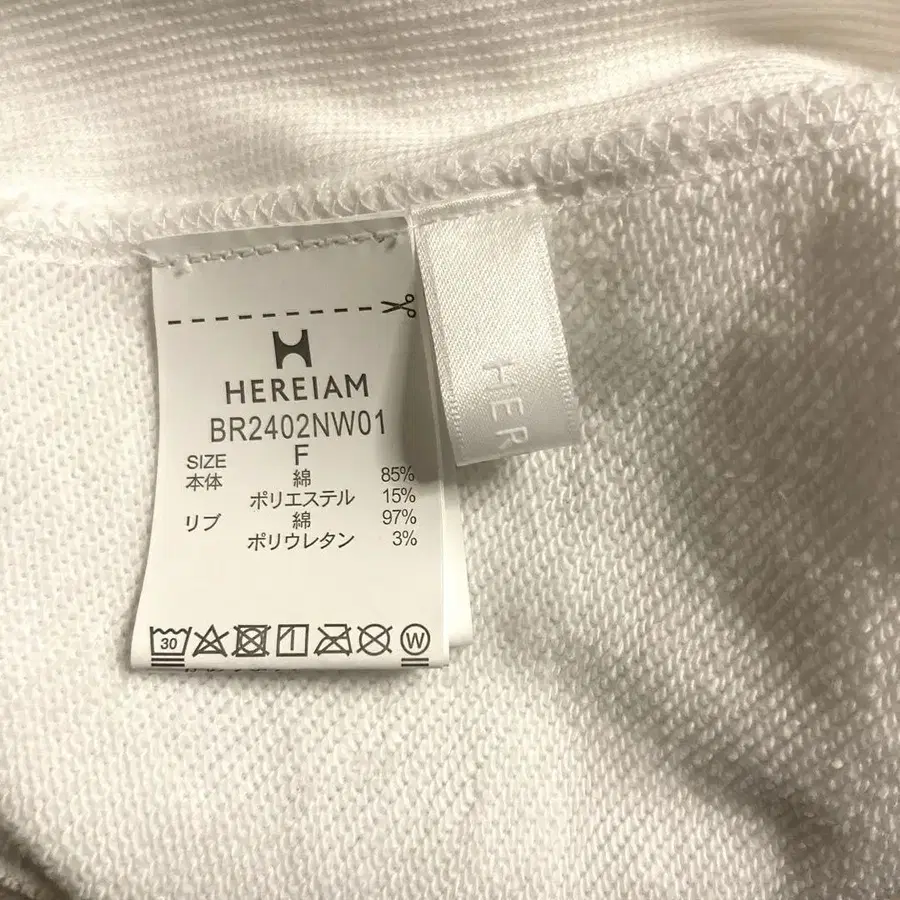 HEREIAM
BR2402NW01
SIZE F
本体 綿 85%
ポリエステル 15%
リブ 綿 97%
ポリウレタン 3%
30 W
HER